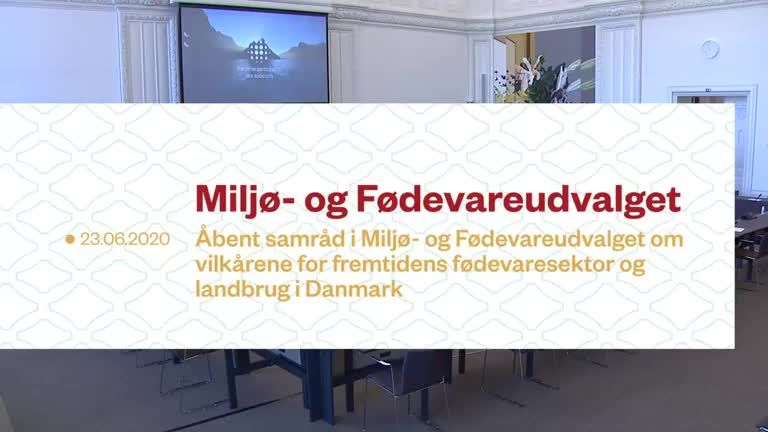 Miljø- og Fødevareudvalget
23.06.2020
Åbent samråd i Miljø- og Fødevareudvalget om
vilkårene for fremtidens fødevaresektor og
landbrug i Danmark